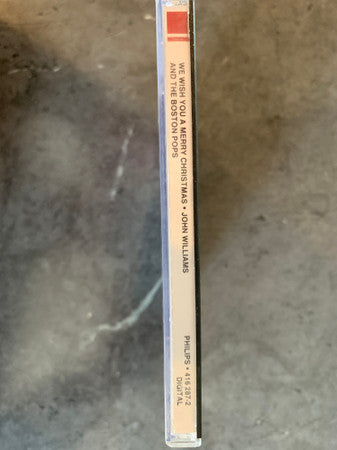 WE WISH YOU A MERRY CHRISTMAS • JOHN WILLIAMS
AND THE BOSTON POPS
PHILIPS • 416 287-2
DIGITAL